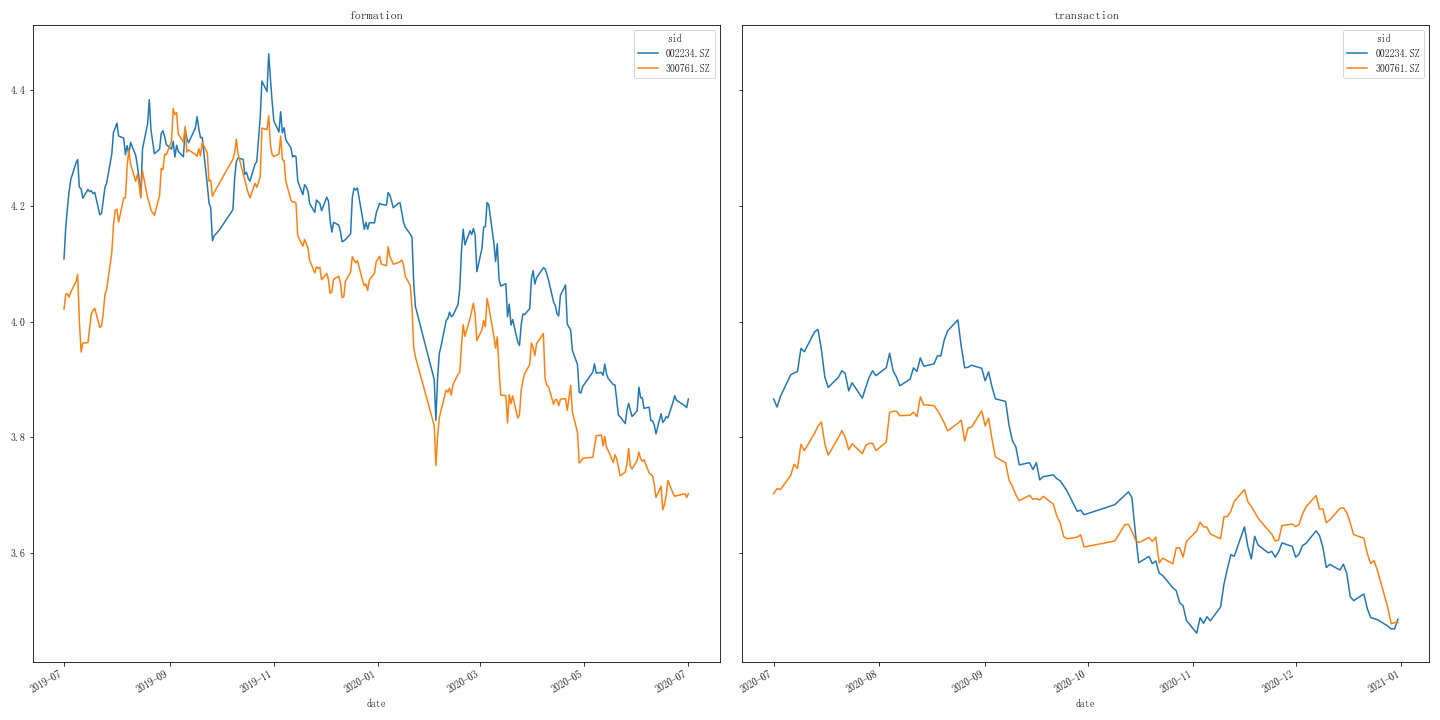 formation
sid
002234.SZ
300761.SZ
4.4
4.2
4.0
3.8
3.6
2019-07
2019-09
2019-11
2020-01
2020-03
2020-05
2020-07
date
transaction
sid
002234.SZ
300761.SZ
2020-07
2020-08
2020-09
2020-10
2020-11
2020-12
2021-01
date